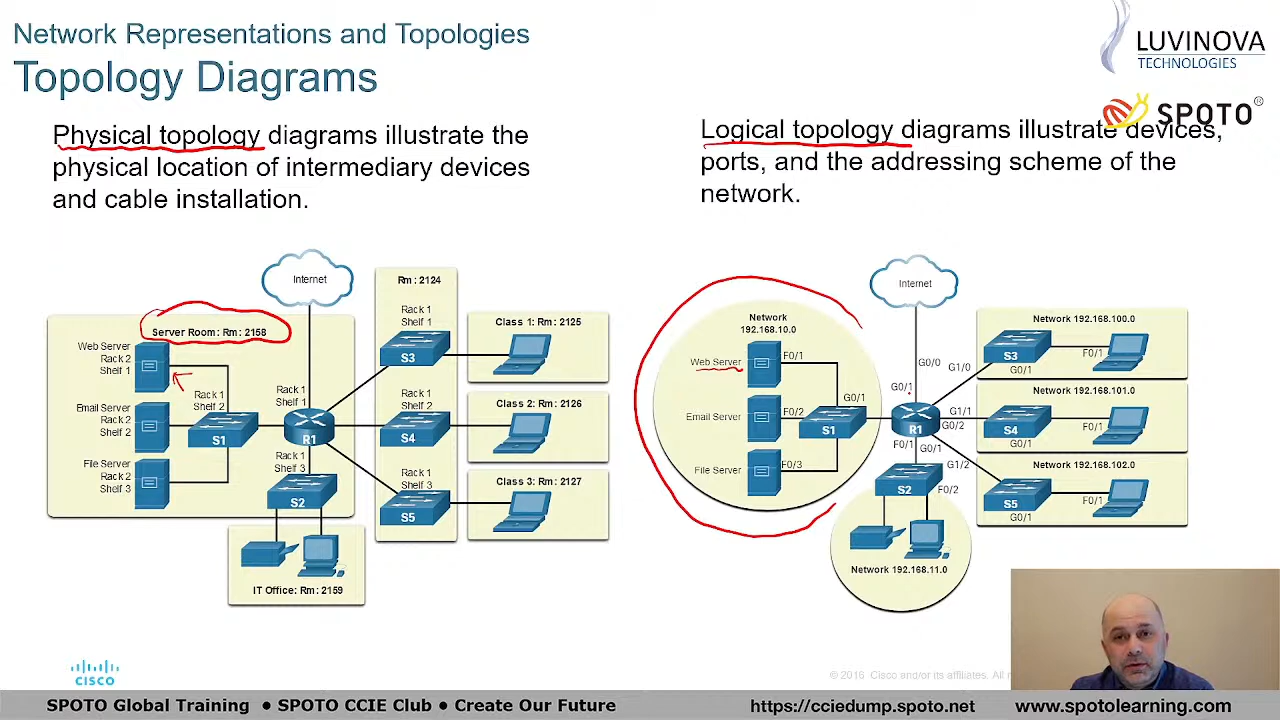 Network Representations and Topologies
Topology Diagrams
LUVINOVA
TECHNOLOGIES
SPOTO®
Physical topology diagrams illustrate the
physical location of intermediary devices
and cable installation.
Logical topology diagrams illustrate devices,
ports, and the addressing scheme of the
network.
Internet
Rm: 2124
Server Room: Rm: 2158
Web Server
Rack 2
Shelf 1
Email Server
Rack 2
Shelf 2
File Server
Rack 2
Shelf 3
Rack 1
Shelf 2
S1
Rack 1
Shelf 1
R1
Rack 1
Shelf 3
S2
IT Office: Rm: 2159
Rack 1
Shelf 1
S3
Rack 1
Shelf 2
S4
Rack 1
Shelf 3
S5
Class 1: Rm: 2125
Class 2: Rm: 2126
Class 3: Rm: 2127
Internet
Network
192.168.10.0
Web Server
F0/1
Email Server
F0/2
File Server
F0/3
G0/1
S1
G0/0
G0/1
G1/0
R1
G1/1
G0/2
F0/1
G0/1
G1/2
S2
F0/2
Network 192.168.11.0
Network 192.168.100.0
S3
G0/1
F0/1
Network 192.168.101.0
S4
G0/1
F0/1
Network 192.168.102.0
S5
G0/1
F0/1
CISCO
© 2016 Cisco and/or its affiliates. All
SPOTO Global Training ● SPOTO CCIE Club ● Create Our Future
https://cciedump.spoto.net
www.spotolearning.com